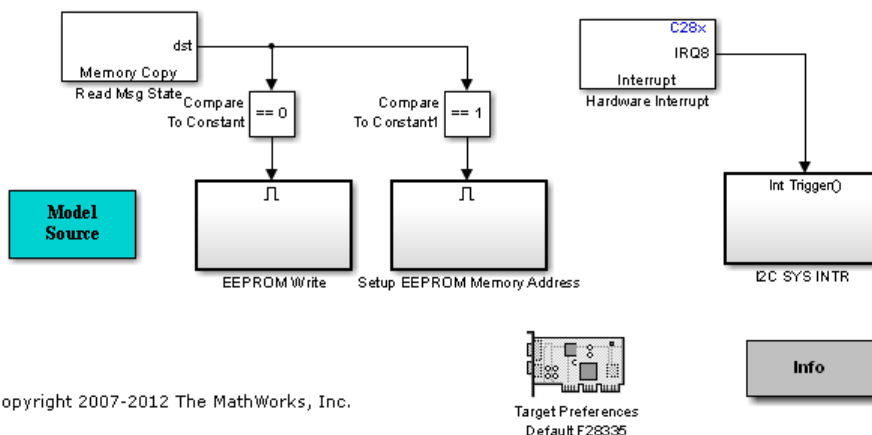 dst
Memory Copy
Read Msg State
Compare
To Constant
== 0
Compare
To Constant1
== 1
C28x
IRQ8
Interrupt
Hardware Interrupt
Int Trigger()
Model
Source
EEPROM Write
Setup EEPROM Memory Address
I2C SYS INTR
Info
opyright 2007-2012 The MathWorks, Inc.
Target Preferences
Default F28335